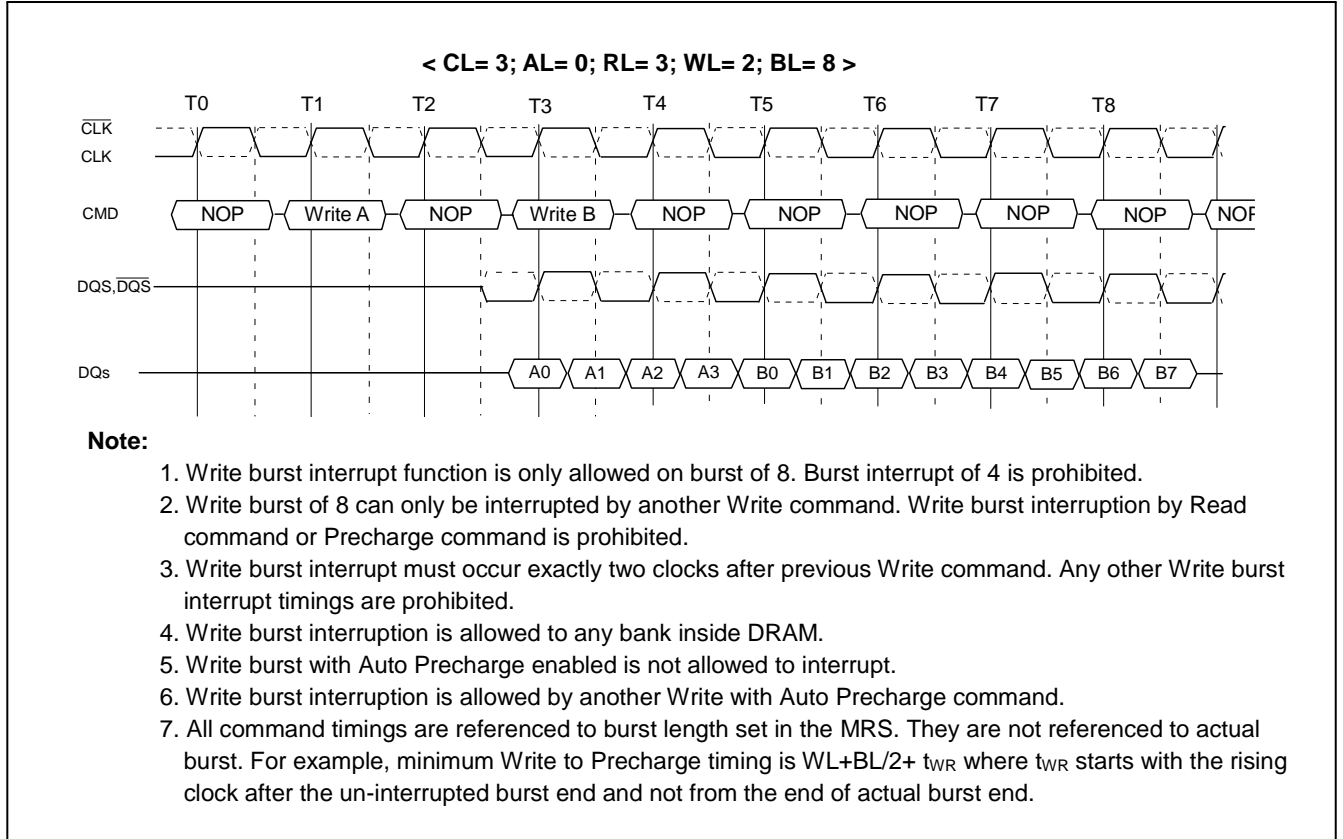 < CL= 3; AL= 0; RL= 3; WL= 2; BL= 8 >
T0 T1 T2 T3 T4 T5 T6 T7 T8
CLK
CLK
CMD NOP Write A NOP Write B NOP NOP NOP NOP NOP NOP
DQS,DQS
DQs A0 A1 A2 A3 B0 B1 B2 B3 B4 B5 B6 B7
Note:
1. Write burst interrupt function is only allowed on burst of 8. Burst interrupt of 4 is prohibited.
2. Write burst of 8 can only be interrupted by another Write command. Write burst interruption by Read
command or Precharge command is prohibited.
3. Write burst interrupt must occur exactly two clocks after previous Write command. Any other Write burst
interrupt timings are prohibited.
4. Write burst interruption is allowed to any bank inside DRAM.
5. Write burst with Auto Precharge enabled is not allowed to interrupt.
6. Write burst interruption is allowed by another Write with Auto Precharge command.
7. All command timings are referenced to burst length set in the MRS. They are not referenced to actual
burst. For example, minimum Write to Precharge timing is WL+BL/2+ tWR where tWR starts with the rising
clock after the un-interrupted burst end and not from the end of actual burst end.